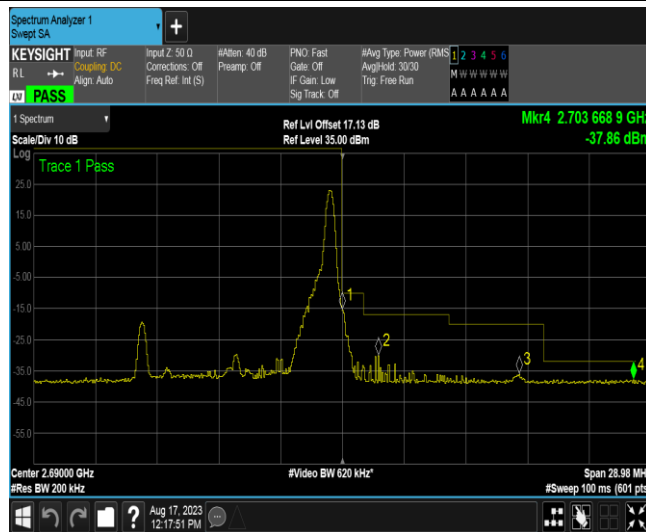 Spectrum Analyzer 1
Swept SA
+
KEYSIGHT
RL
LXI PASS
Input: RF
Coupling: DC
Align: Auto
Input Z: 50 Ω
Corrections: Off
Freq Ref: Int (S)
#Atten: 40 dB
Preamp: Off
PNO: Fast
Gate: Off
IF Gain: Low
Sig Track: Off
#Avg Type: Power (RMS
Avg|Hold: 30/30
Trig: Free Run
1 2 3 4 5 6
M W W W W W
A A A A A A
1 Spectrum
Scale/Div 10 dB
Ref Lvl Offset 17.13 dB
Ref Level 35.00 dBm
Mkr4 2.703 668 9 GHz
-37.86 dBm
Log
Trace 1 Pass
25.0
15.0
5.00
-5.00
-15.0
-25.0
-35.0
-45.0
-55.0
1
2
3
4
Center 2.69000 GHz
#Res BW 200 kHz
#Video BW 620 kHz*
Span 28.98 MH
#Sweep 100 ms (601 pts
?
Aug 17, 2023
12:17:51 PM